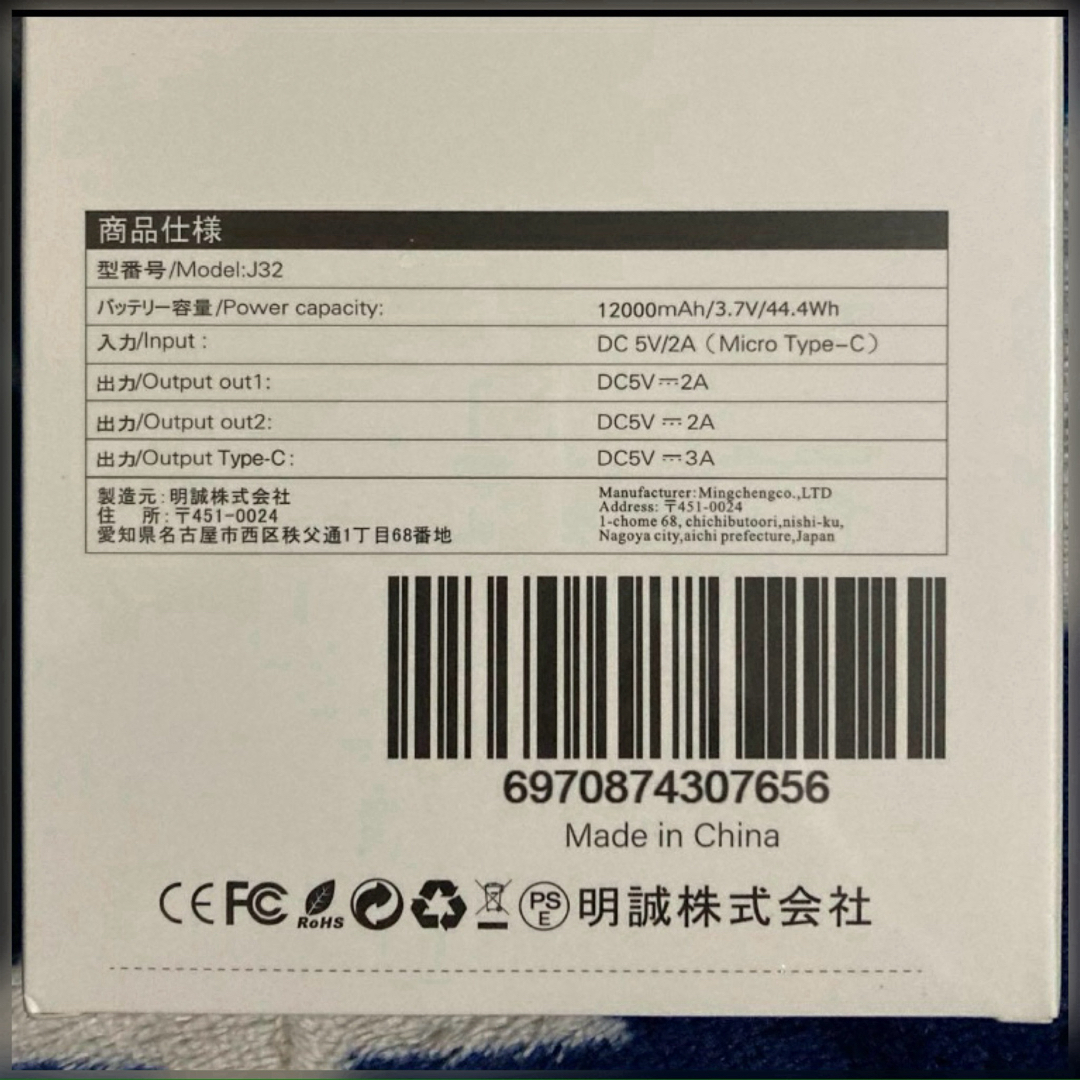 商品仕様
型番号/Model:J32
バッテリー容量/Power capacity: 12000mAh/3.7V/44.4Wh
入力/Input : DC 5V/2A（Micro Type-C）
出力/Output out1: DC5V⎓2A
出力/Output out2: DC5V ⎓ 2A
出力/Output Type-C: DC5V ⎓3A
製造元:明誠株式会社
住 所:〒451-0024
愛知県名古屋市西区秩父通1丁目68番地
Manufacturer:Mingchengco.,LTD
Address: 〒451-0024
1-chome 68, chichibutoori,nishi-ku,
Nagoya city,aichi prefecture,Japan
6970874307656
Made in China
CE FC RoHS PSE 明誠株式会社